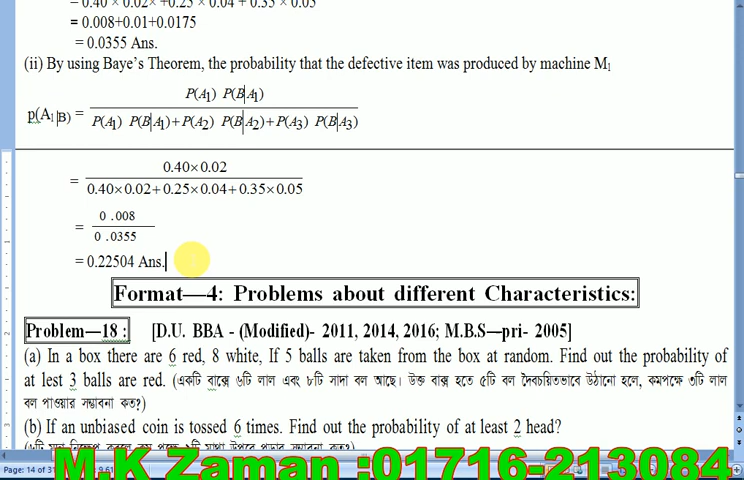 = 0.40 × 0.02× +0.25 × 0.04 + 0.35 × 0.05
= 0.008+0.01+0.0175
= 0.0355 Ans.
(ii) By using Baye's Theorem, the probability that the defective item was produced by machine M1
p(A1|B) = P(A1) P(B|A1) / P(A1) P(B|A1)+P(A2) P(B|A2)+P(A3) P(B|A3)
= 0.40×0.02 / 0.40×0.02+0.25×0.04+0.35×0.05
= 0 .008 / 0 .0355
= 0.22504 Ans.
Format—4: Problems about different Characteristics:
Problem—18 : [D.U. BBA - (Modified)- 2011, 2014, 2016; M.B.S—pri- 2005]
(a) In a box there are 6 red, 8 white, If 5 balls are taken from the box at random. Find out the probability of
at lest 3 balls are red. (একটি বাক্সে ৬টি লাল এবং ৮টি সাদা বল আছে। উক্ত বাক্স হতে ৫টি বল দৈবচয়িতভাবে উঠানো হলে, কমপক্ষে ৩টি লাল
বল পাওয়ার সম্ভাবনা কত?)
(b) If an unbiased coin is tossed 6 times. Find out the probability of at least 2 head?
Page: 14 of 31
M.K Zaman :01716-213084